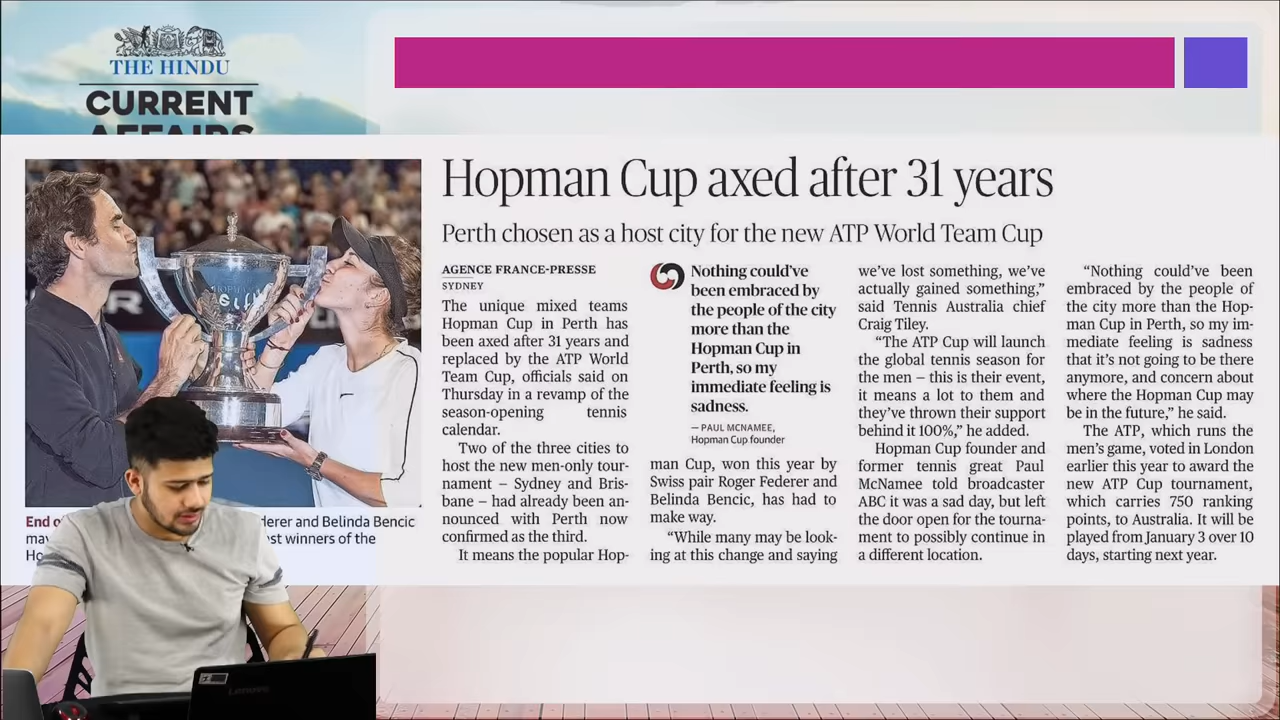 THE HINDU
CURRENT
AFFAIRS
Hopman Cup axed after 31 years
Perth chosen as a host city for the new ATP World Team Cup
AGENCE FRANCE-PRESSE
SYDNEY
The unique mixed teams
Hopman Cup in Perth has
been axed after 31 years and
replaced by the ATP World
Team Cup, officials said on
Thursday in a revamp of the
season-opening tennis
calendar.
Two of the three cities to
host the new men-only tour-
nament – Sydney and Bris-
bane – had already been an-
nounced with Perth now
confirmed as the third.
It means the popular Hop-
Nothing could've
been embraced by
the people of the city
more than the
Hopman Cup in
Perth, so my
immediate feeling is
sadness.
— PAUL MCNAMEE,
Hopman Cup founder
man Cup, won this year by
Swiss pair Roger Federer and
Belinda Bencic, has had to
make way.
“While many may be look-
ing at this change and saying
we've lost something, we've
actually gained something,”
said Tennis Australia chief
Craig Tiley.
“The ATP Cup will launch
the global tennis season for
the men – this is their event,
it means a lot to them and
they've thrown their support
behind it 100%,” he added.
Hopman Cup founder and
former tennis great Paul
McNamee told broadcaster
ABC it was a sad day, but left
the door open for the tourna-
ment to possibly continue in
a different location.
“Nothing could've been
embraced by the people of
the city more than the Hop-
man Cup in Perth, so my im-
mediate feeling is sadness
that it's not going to be there
anymore, and concern about
where the Hopman Cup may
be in the future,” he said.
The ATP, which runs the
men's game, voted in London
earlier this year to award the
new ATP Cup tournament,
which carries 750 ranking
points, to Australia. It will be
played from January 3 over 10
days, starting next year.
End
and Belinda Bencic
may
winners of the
Lenovo